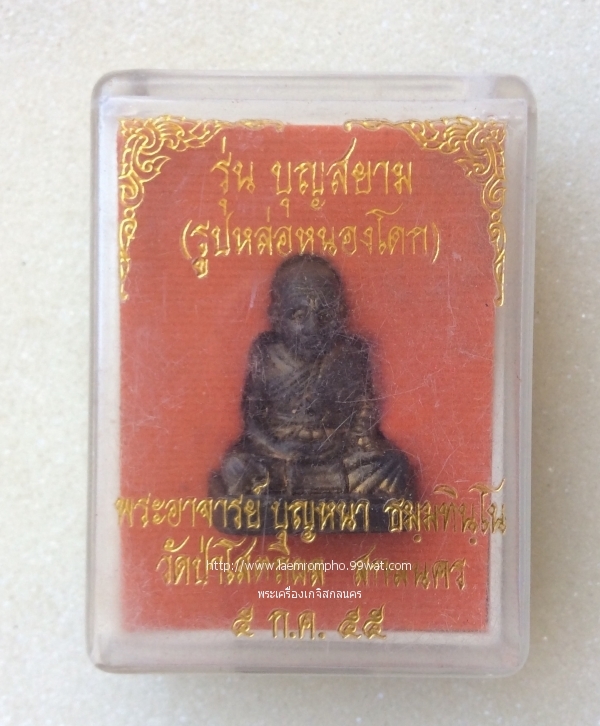 รุ่น บุญสยาม
(รูปหล่อหนองโดก)
พระอาจารย์ บุญหนา ธมฺมทินฺโน
วัดป่าโสตถิผล สกลนคร
http://www.laemrompho.99wat.com
พระเครื่องเกจิสกลนคร
๕ ก.ค. ๕๕